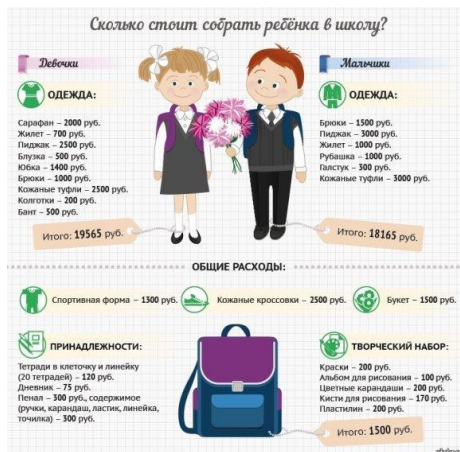 Сколько стоит собрать ребёнка в школу?
Девочки
ОДЕЖДА:
Сарафан – 2000 руб.
Жилет – 700 руб.
Пиджак – 2500 руб.
Блузка – 500 руб.
Юбка – 1400 руб.
Брюки – 1000 руб.
Кожаные туфли – 2500 руб.
Колготки – 200 руб.
Бант – 500 руб.
Итого: 19565 руб.
Мальчики
ОДЕЖДА:
Брюки – 1500 руб.
Пиджак – 3000 руб.
Жилет – 1000 руб.
Рубашка – 1000 руб.
Галстук – 300 руб.
Кожаные туфли – 3000 руб.
Итого: 18165 руб.
ОБЩИЕ РАСХОДЫ:
Спортивная форма – 1300 руб.
Кожаные кроссовки – 2500 руб.
Букет – 1500 руб.
ПРИНАДЛЕЖНОСТИ:
Тетради в клеточку и линейку
(20 тетрадей) – 120 руб.
Дневник – 75 руб.
Пенал – 300 руб., содержимое
(ручки, карандаш, ластик, линейка,
точилка) – 300 руб.
ТВОРЧЕСКИЙ НАБОР:
Краски – 200 руб.
Альбом для рисования – 100 руб.
Цветные карандаши – 200 руб.
Кисти для рисования – 170 руб.
Пластилин – 200 руб.
Итого: 1500 руб.